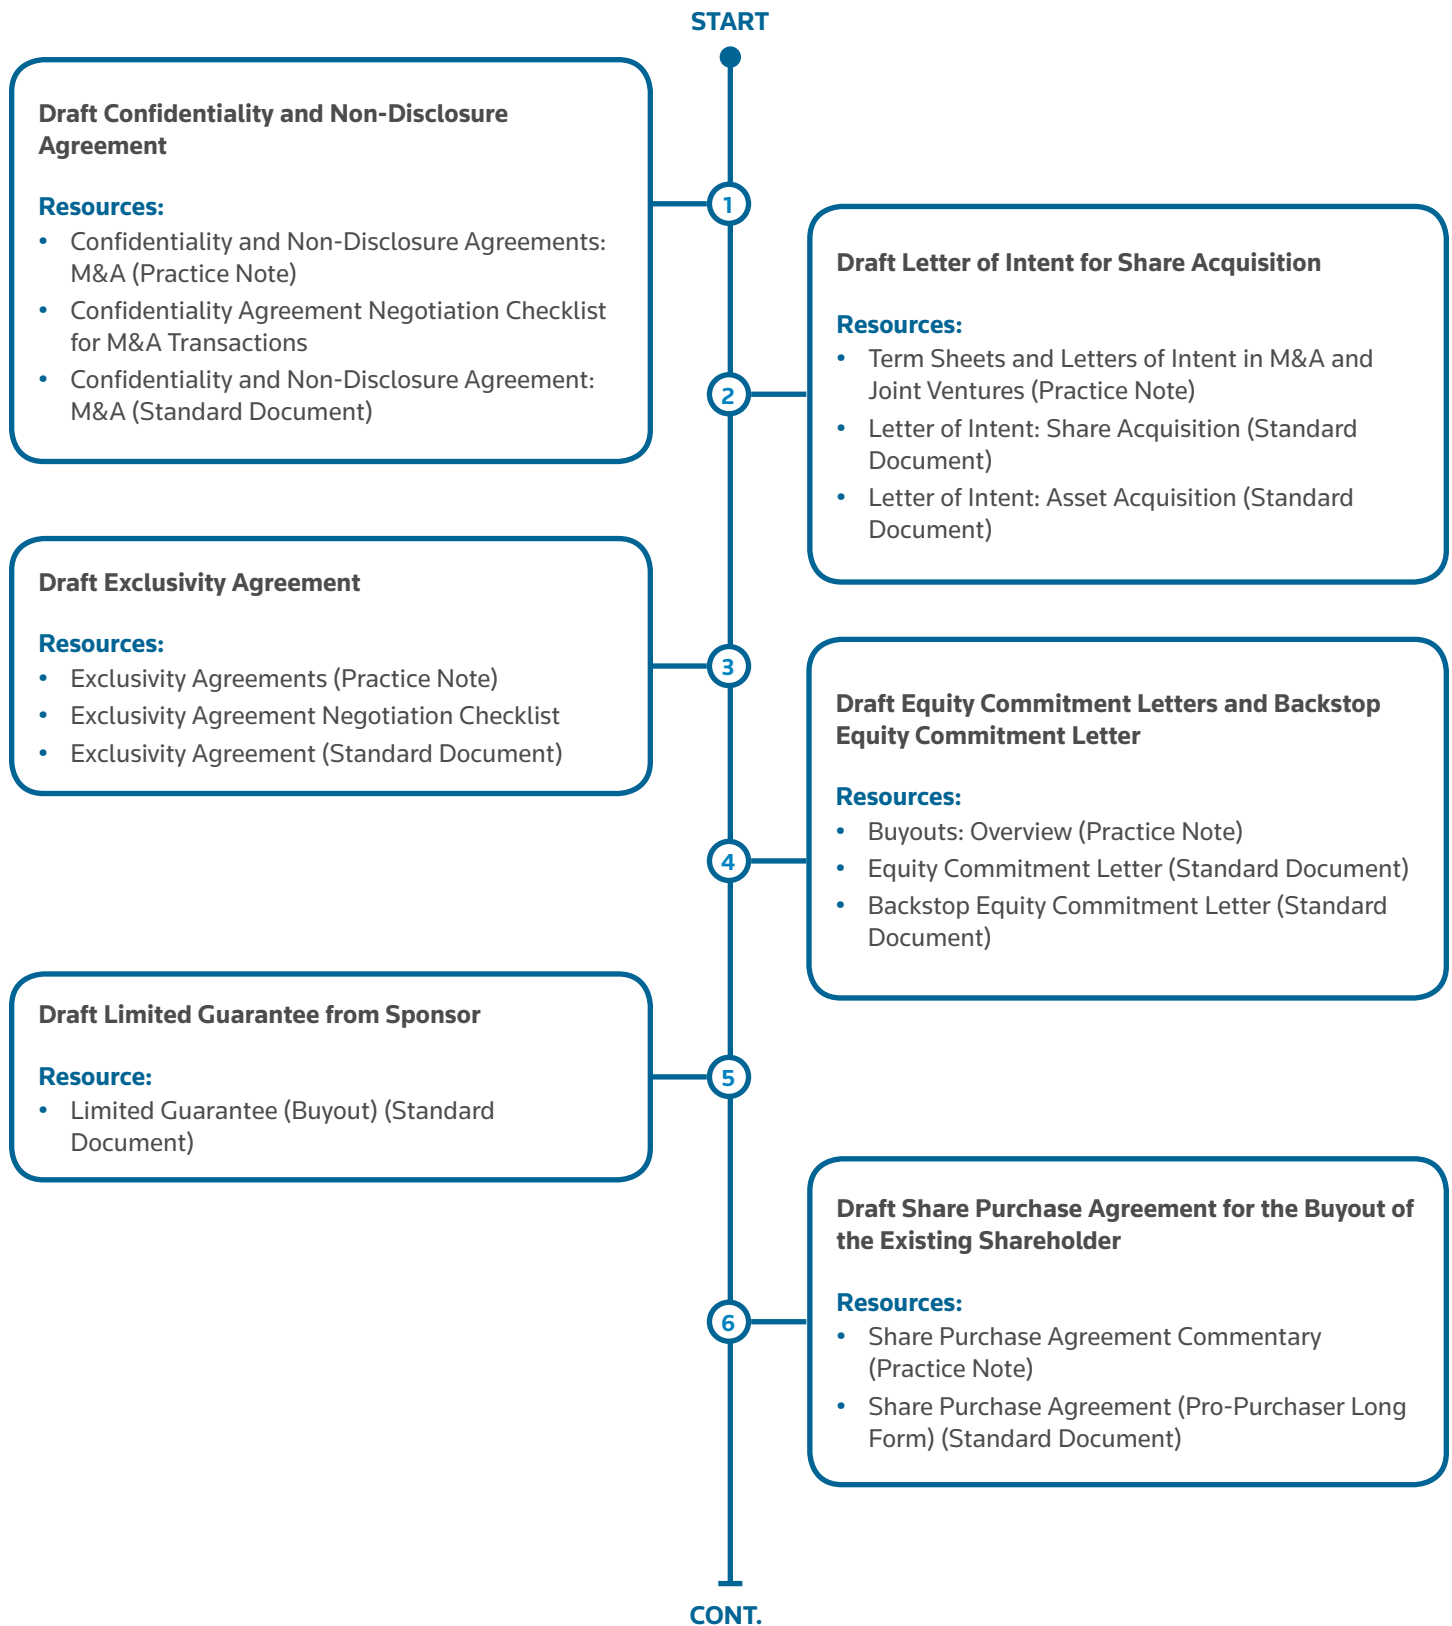 START
Draft Confidentiality and Non-Disclosure
Agreement
Resources:
• Confidentiality and Non-Disclosure Agreements:
M&A (Practice Note)
• Confidentiality Agreement Negotiation Checklist
for M&A Transactions
• Confidentiality and Non-Disclosure Agreement:
M&A (Standard Document)
1
Draft Letter of Intent for Share Acquisition
Resources:
• Term Sheets and Letters of Intent in M&A and
Joint Ventures (Practice Note)
• Letter of Intent: Share Acquisition (Standard
Document)
• Letter of Intent: Asset Acquisition (Standard
Document)
2
Draft Exclusivity Agreement
Resources:
• Exclusivity Agreements (Practice Note)
• Exclusivity Agreement Negotiation Checklist
• Exclusivity Agreement (Standard Document)
3
Draft Equity Commitment Letters and Backstop
Equity Commitment Letter
Resources:
• Buyouts: Overview (Practice Note)
• Equity Commitment Letter (Standard Document)
• Backstop Equity Commitment Letter (Standard
Document)
4
Draft Limited Guarantee from Sponsor
Resource:
• Limited Guarantee (Buyout) (Standard
Document)
5
Draft Share Purchase Agreement for the Buyout of
the Existing Shareholder
Resources:
• Share Purchase Agreement Commentary
(Practice Note)
• Share Purchase Agreement (Pro-Purchaser Long
Form) (Standard Document)
6
CONT.